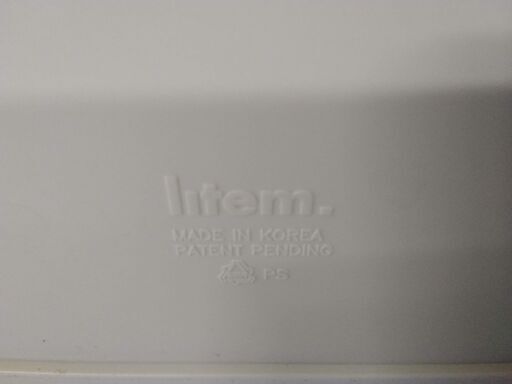 litem.
MADE IN KOREA
PATENT PENDING
PS